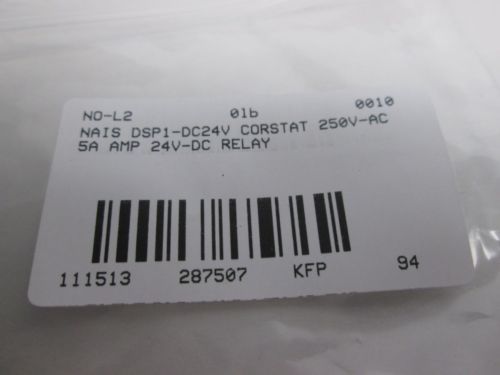 NO-L2 01b 0010
NAIS DSP1-DC24V CORSTAT 250V-AC
5A AMP 24V-DC RELAY
111513 287507 KFP 94